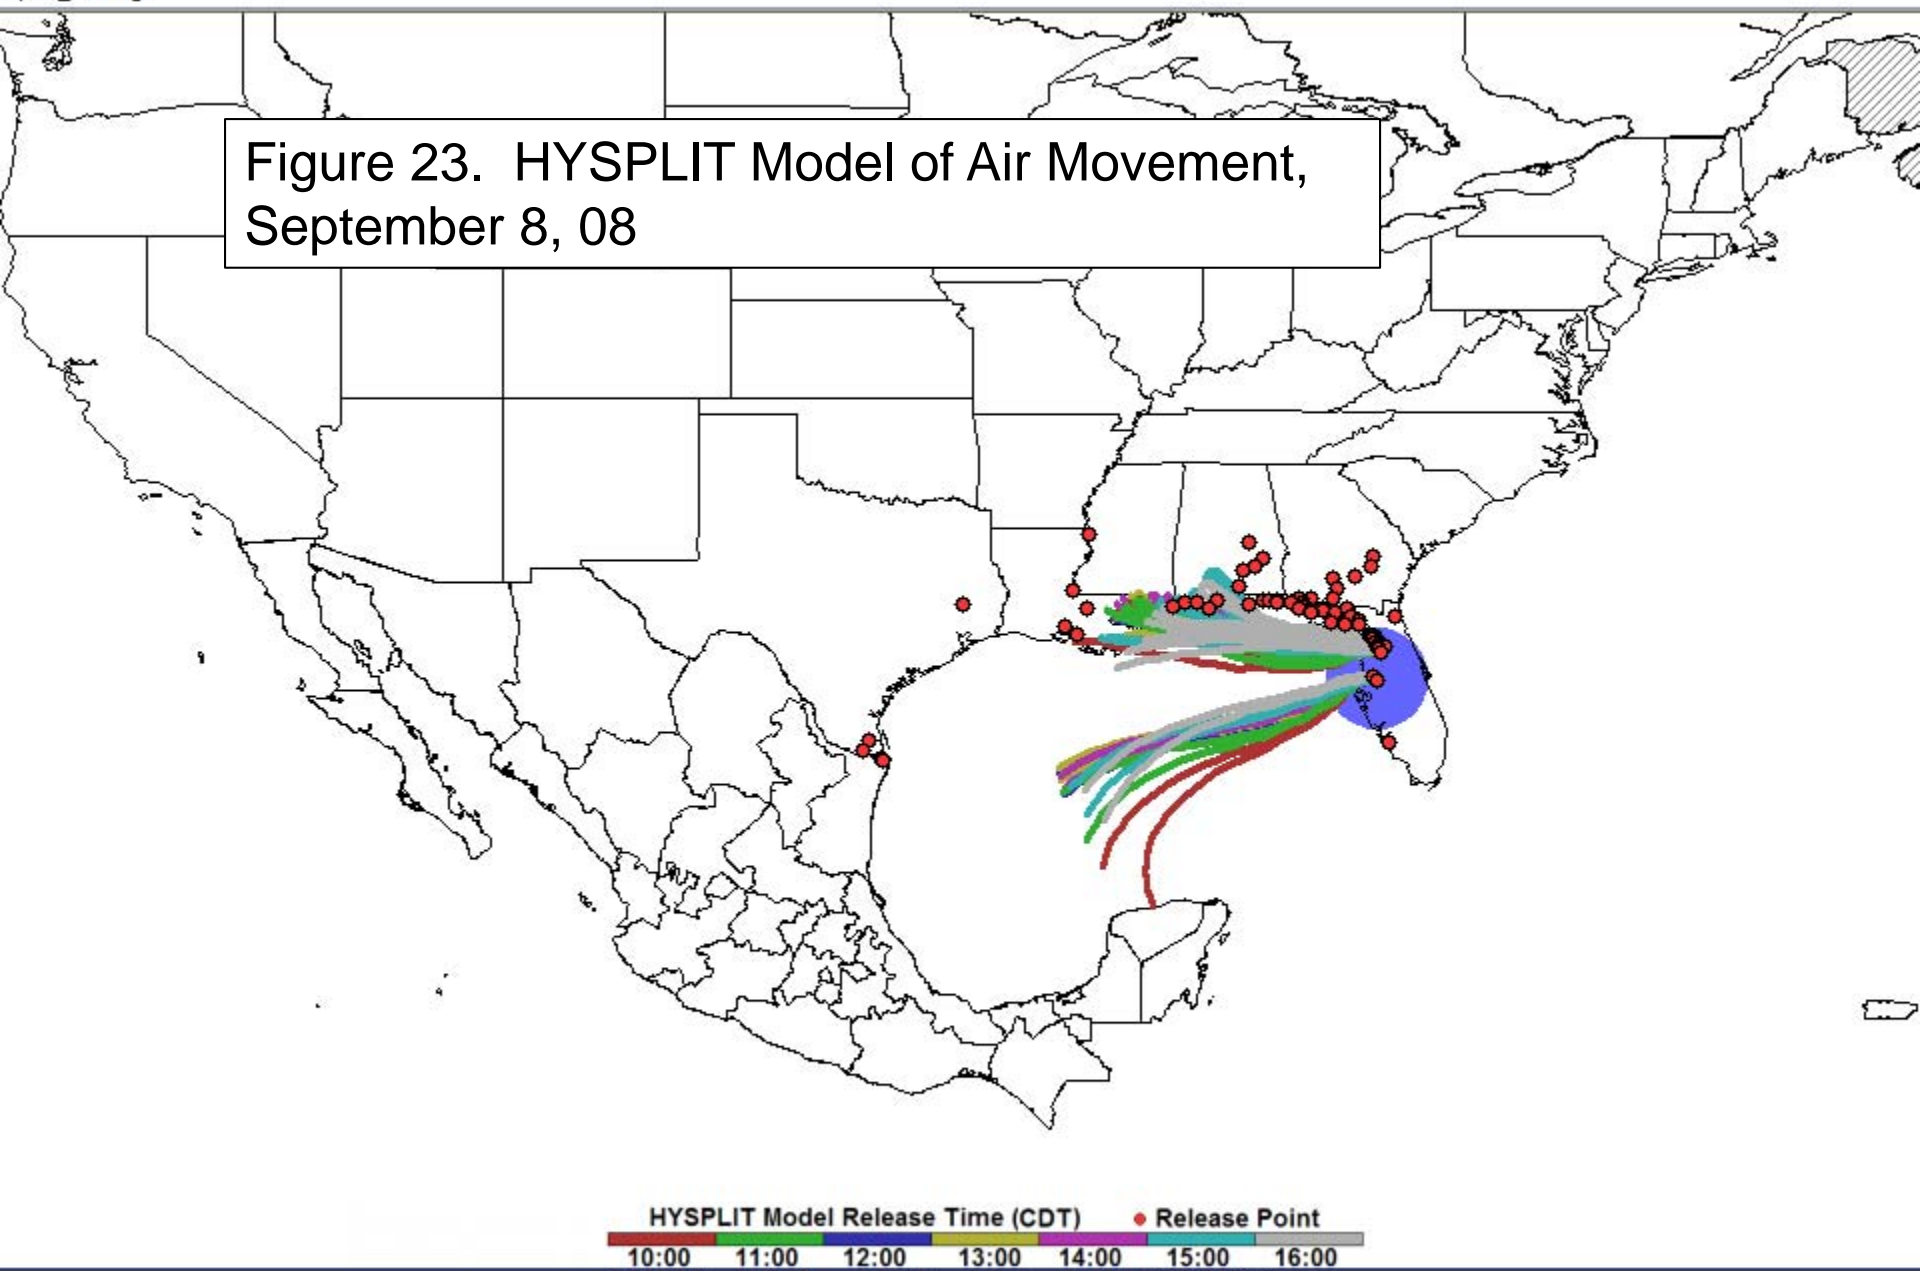 Figure 23.  HYSPLIT Model of Air Movement,
September 8, 08
HYSPLIT Model Release Time (CDT) Release Point
10:00 11:00 12:00 13:00 14:00 15:00 16:00